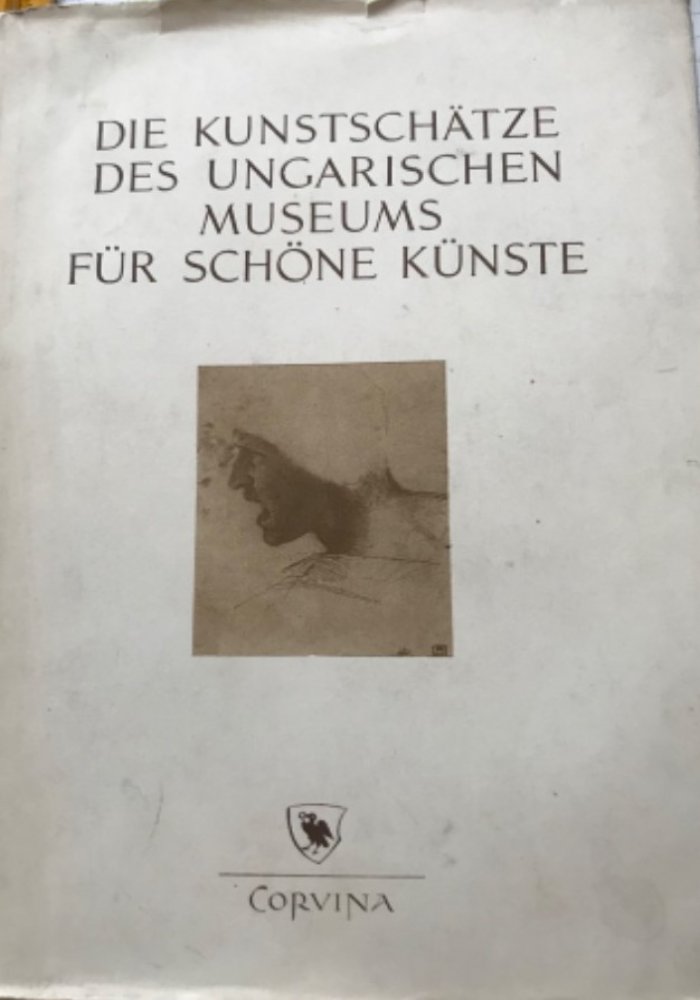 DIE KUNSTSCHÄTZE
DES UNGARISCHEN
MUSEUMS
FÜR SCHÖNE KÜNSTE
CORVINA